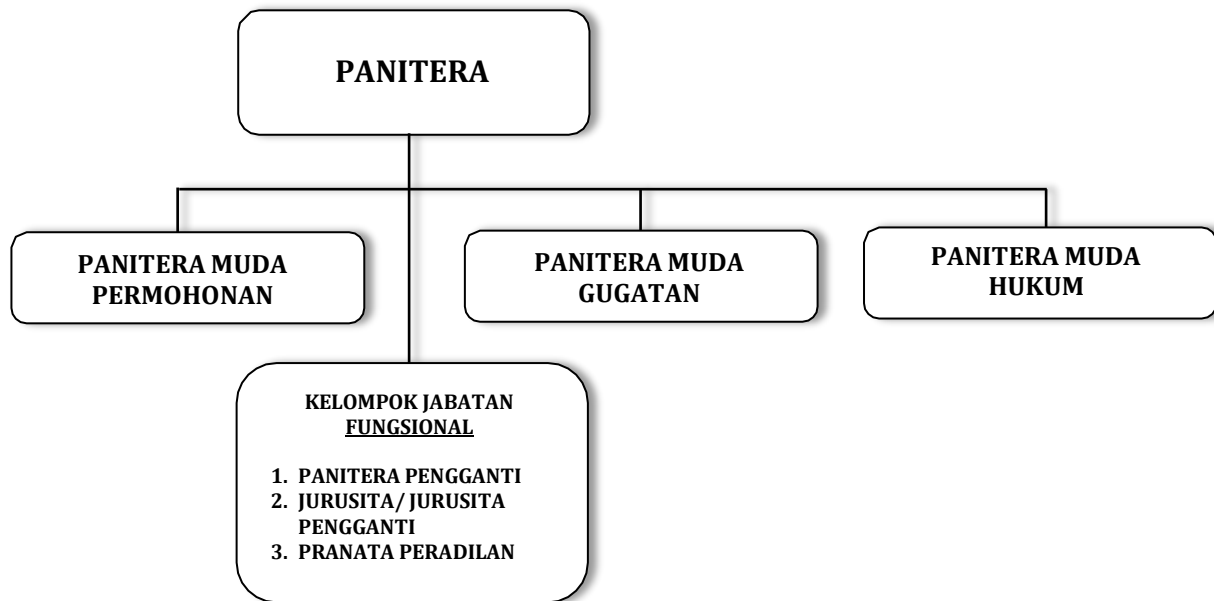 PANITERA
PANITERA MUDA
PERMOHONAN
PANITERA MUDA
GUGATAN
PANITERA MUDA
HUKUM
KELOMPOK JABATAN
FUNGSIONAL
1. PANITERA PENGGANTI
2. JURUSITA/ JURUSITA
PENGGANTI
3. PRANATA PERADILAN